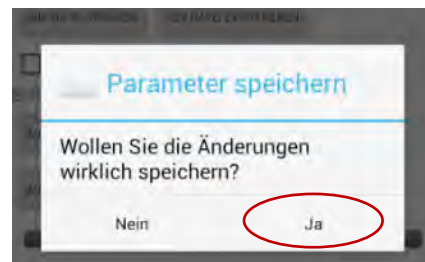 Parameter speichern
Wollen Sie die Änderungen
wirklich speichern?
Nein
Ja